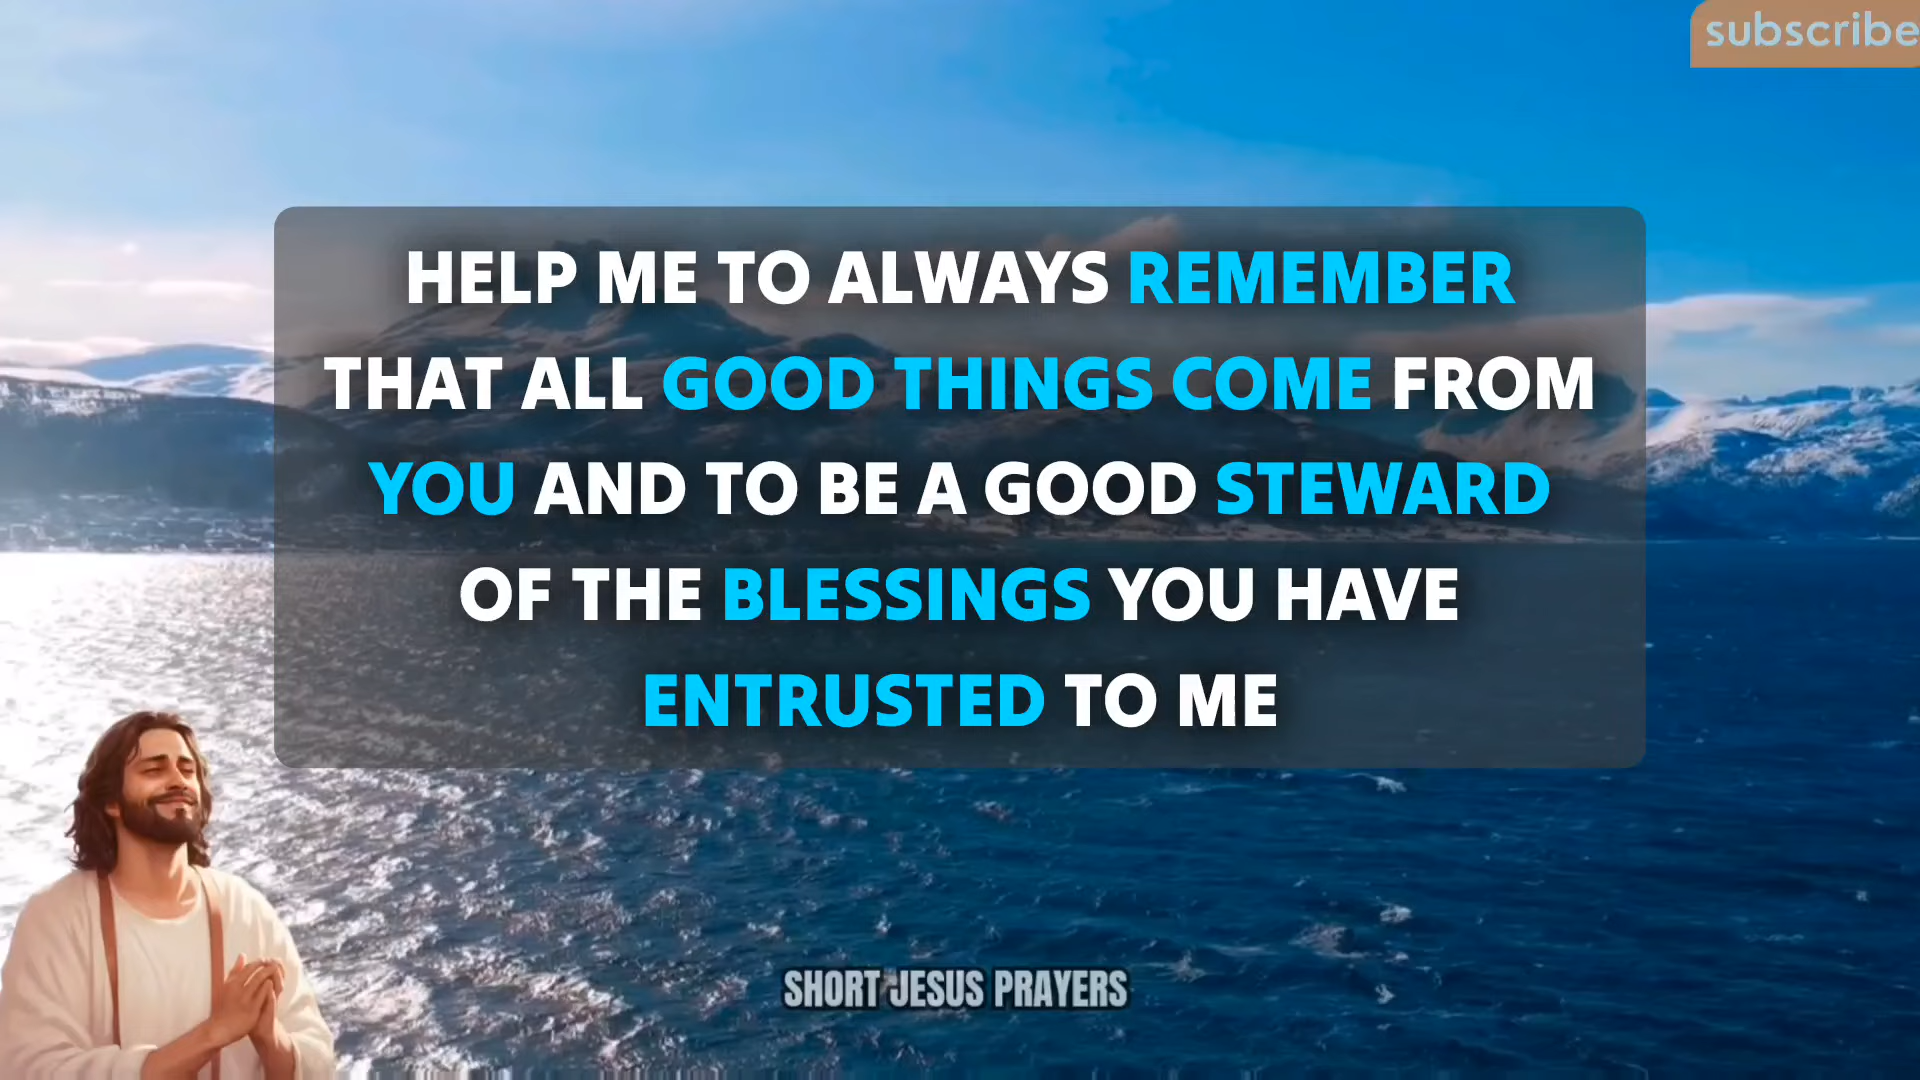 subscribe
HELP ME TO ALWAYS REMEMBER
THAT ALL GOOD THINGS COME FROM
YOU AND TO BE A GOOD STEWARD
OF THE BLESSINGS YOU HAVE
ENTRUSTED TO ME
SHORT JESUS PRAYERS